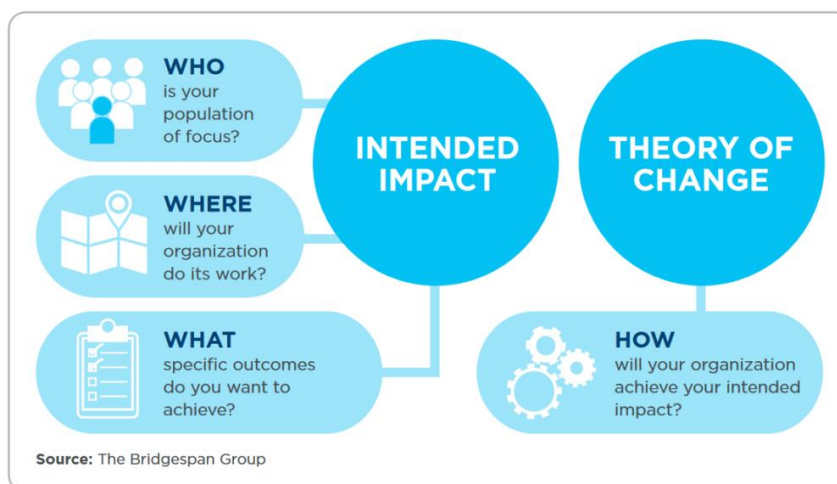 WHO
is your
population
of focus?
INTENDED
IMPACT
THEORY OF
CHANGE
WHERE
will your
organization
do its work?
WHAT
specific outcomes
do you want to
achieve?
HOW
will your organization
achieve your intended
impact?
Source: The Bridgespan Group